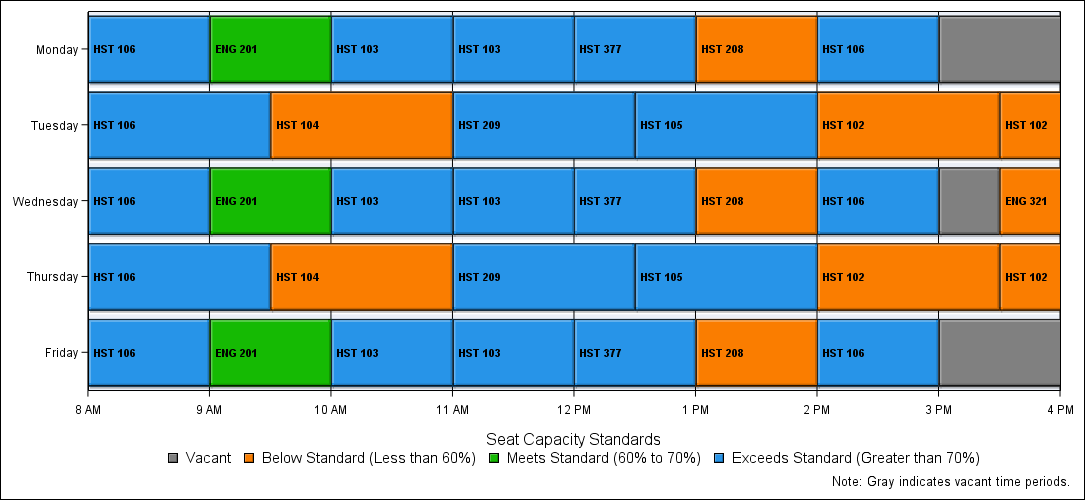 Monday HST 106 ENG 201 HST 103 HST 103 HST 377 HST 208 HST 106
Tuesday HST 106 HST 104 HST 209 HST 105 HST 102 HST 102
Wednesday HST 106 ENG 201 HST 103 HST 103 HST 377 HST 208 HST 106 ENG 321
Thursday HST 106 HST 104 HST 209 HST 105 HST 102 HST 102
Friday HST 106 ENG 201 HST 103 HST 103 HST 377 HST 208 HST 106
8 AM 9 AM 10 AM 11 AM 12 PM 1 PM 2 PM 3 PM 4 PM
Seat Capacity Standards
Vacant Below Standard (Less than 60%) Meets Standard (60% to 70%) Exceeds Standard (Greater than 70%)
Note: Gray indicates vacant time periods.